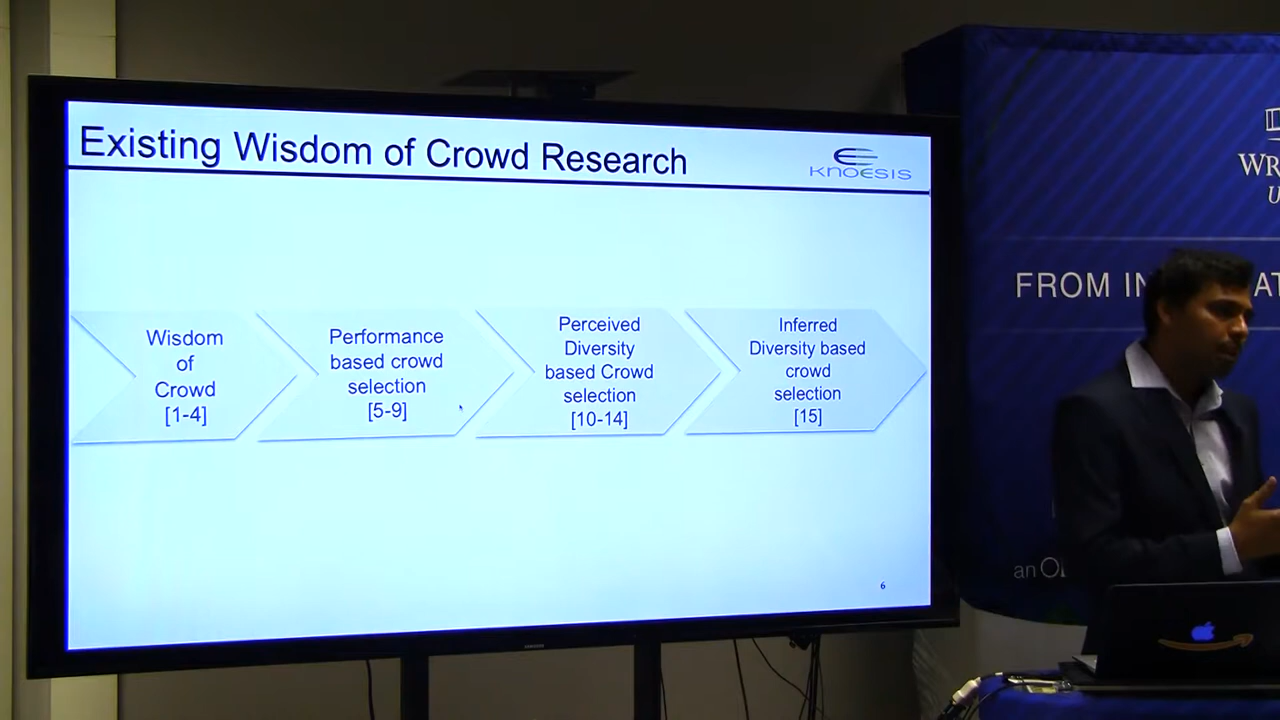 Existing Wisdom of Crowd Research
KNOESIS
Wisdom
of
Crowd
[1-4]
Performance
based crowd
selection
[5-9]
Perceived
Diversity
based Crowd
selection
[10-14]
Inferred
Diversity based
crowd
selection
[15]
6
WR
U
FROM IN
AT
an